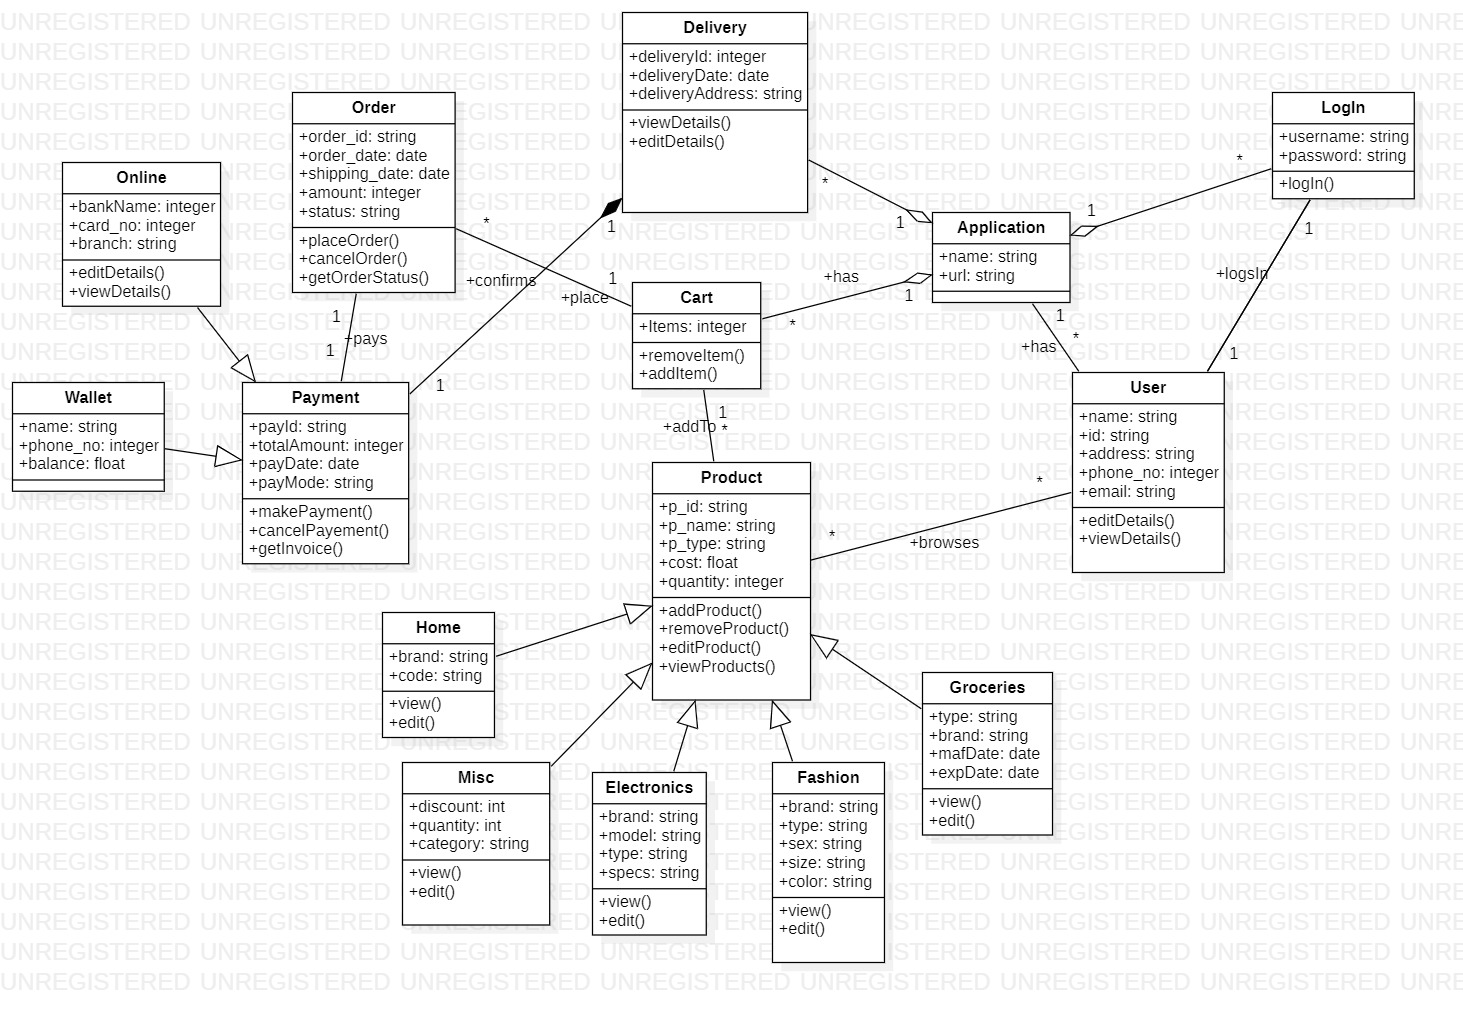 Delivery
+deliveryId: integer
+deliveryDate: date
+deliveryAddress: string
+viewDetails()
+editDetails()
Order
+order_id: string
+order_date: date
+shipping_date: date
+amount: integer
+status: string
+placeOrder()
+cancelOrder()
+getOrderStatus()
LogIn
+username: string
+password: string
+logIn()
Online
+bankName: integer
+card_no: integer
+branch: string
+editDetails()
+viewDetails()
Application
+name: string
+url: string
*
1
*
1
*
1
1
+logsIn
1
*
1
+place
+confirms
1
1
+has
1
*
1
*
+has
Cart
+Items: integer
+removeItem()
+addItem()
1
+pays
1
Wallet
+name: string
+phone_no: integer
+balance: float
Payment
+payId: string
+totalAmount: integer
+payDate: date
+payMode: string
+makePayment()
+cancelPayement()
+getInvoice()
User
+name: string
+id: string
+address: string
+phone_no: integer
+email: string
+editDetails()
+viewDetails()
1
+addTo
*
Product
+p_id: string
+p_name: string
+p_type: string
+cost: float
+quantity: integer
+addProduct()
+removeProduct()
+editProduct()
+viewProducts()
*
*
+browses
Home
+brand: string
+code: string
+view()
+edit()
Groceries
+type: string
+brand: string
+mafDate: date
+expDate: date
+view()
+edit()
Misc
+discount: int
+quantity: int
+category: string
+view()
+edit()
Electronics
+brand: string
+model: string
+type: string
+specs: string
+view()
+edit()
Fashion
+brand: string
+type: string
+sex: string
+size: string
+color: string
+view()
+edit()
UNREGISTERED UNREGISTERED UNREGISTERED UNREGISTERED UNREGISTERED UNREGISTERED UNREGISTERED